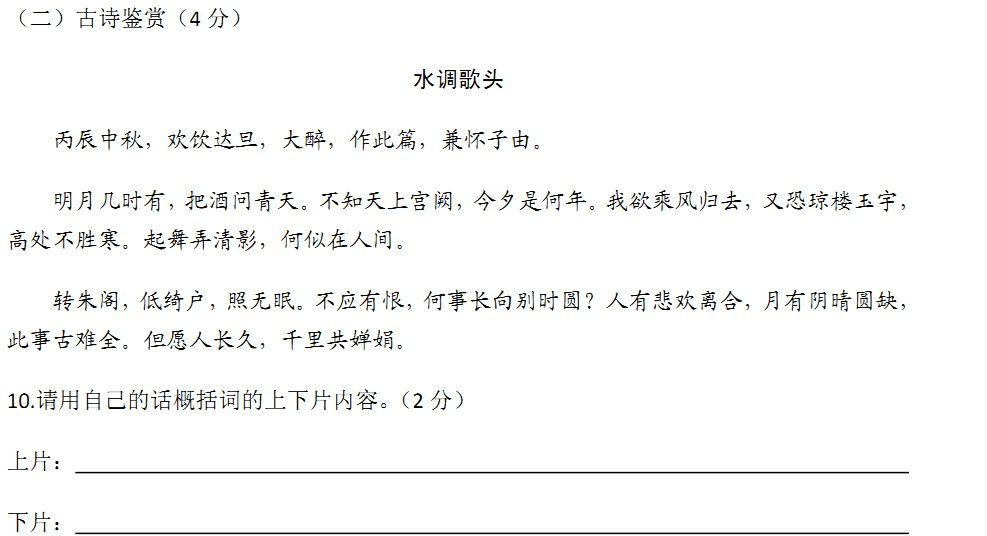 （二）古诗鉴赏（4 分）
水调歌头
丙辰中秋，欢饮达旦，大醉，作此篇，兼怀子由。
明月几时有，把酒问青天。不知天上宫阙，今夕是何年。我欲乘风归去，又恐琼楼玉宇，
高处不胜寒。起舞弄清影，何似在人间。
转朱阁，低绮户，照无眠。不应有恨，何事长向别时圆？人有悲欢离合，月有阴晴圆缺，
此事古难全。但愿人长久，千里共婵娟。
10.请用自己的话概括词的上下片内容。（2 分）
上片：
下片：